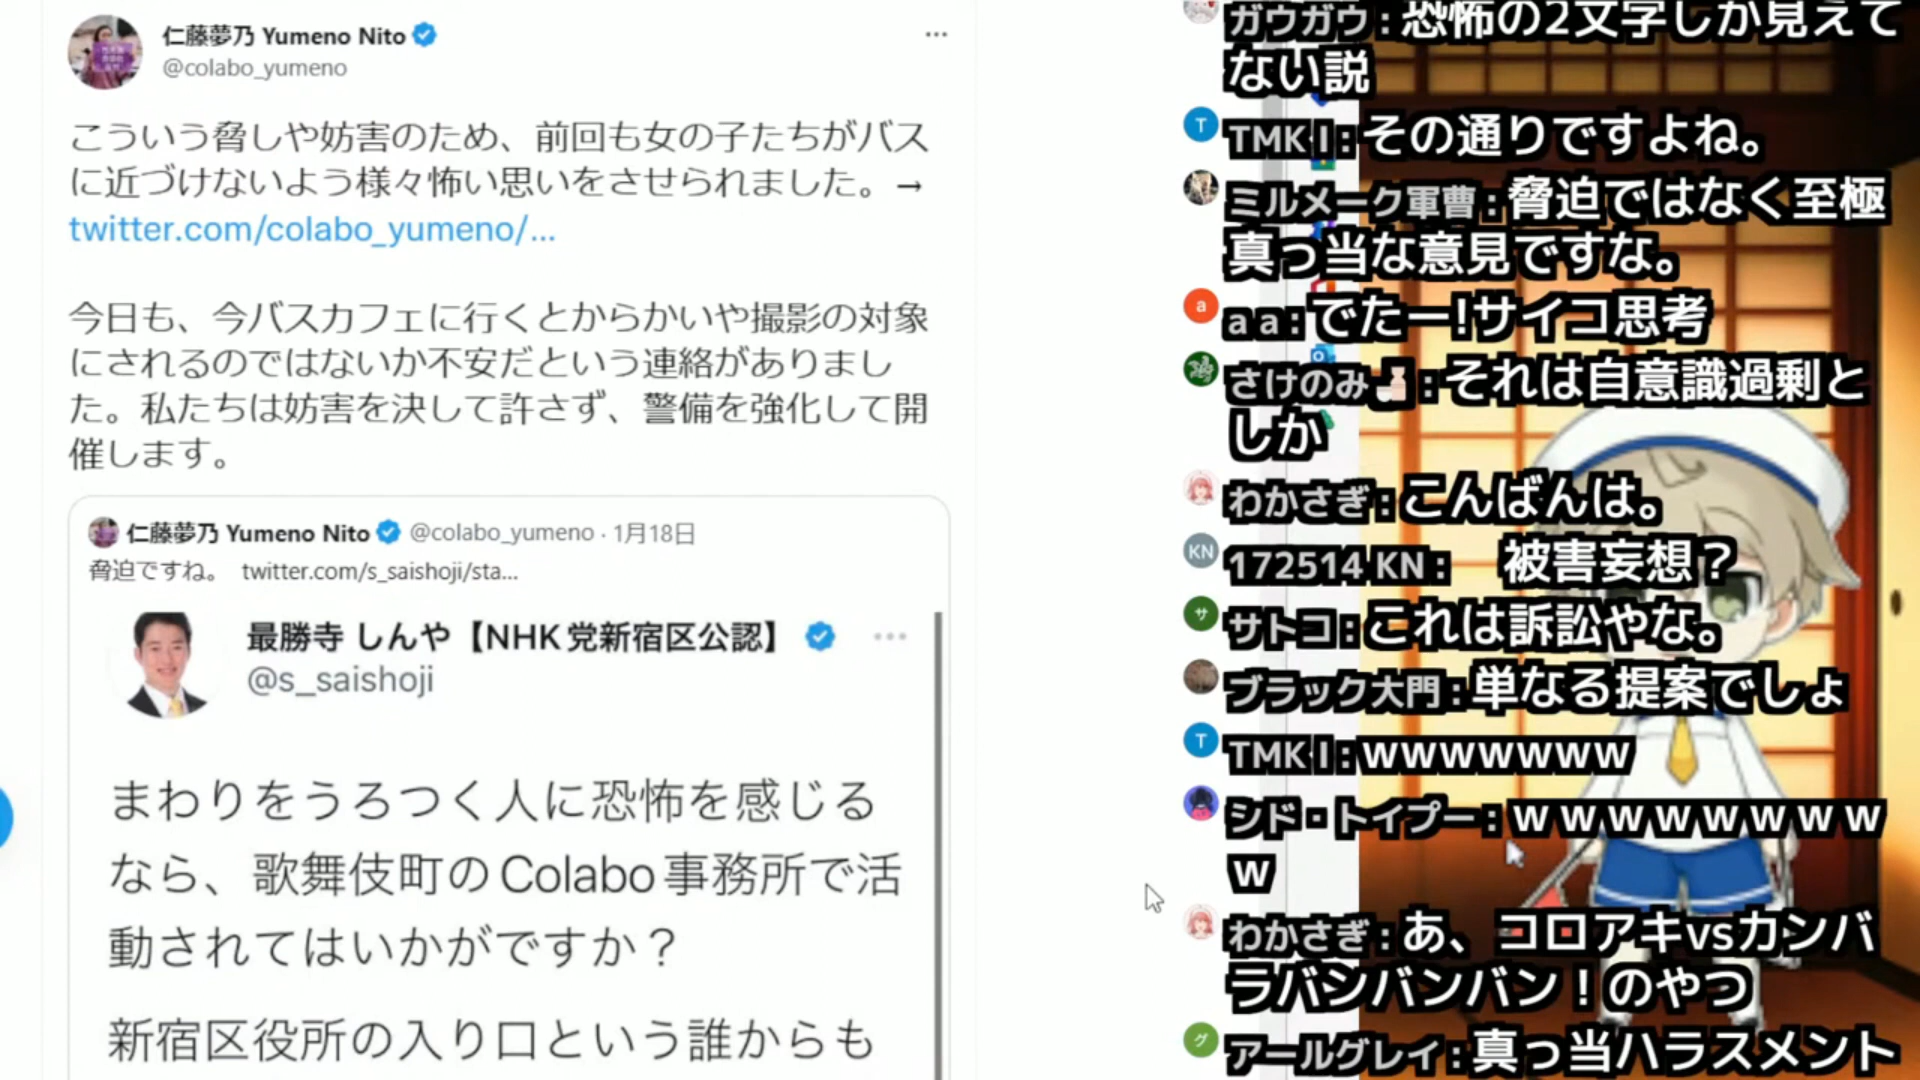 仁藤夢乃 Yumeno Nito
@colabo_yumeno
こういう脅しや妨害のため、前回も女の子たちがバス
に近づけないよう様々怖い思いをさせられました。→
twitter.com/colabo_yumeno/…
今日も、今バスカフェに行くとからかいや撮影の対象
にされるのではないか不安だという連絡がありまし
た。私たちは妨害を決して許さず、警備を強化して開
催します。
仁藤夢乃 Yumeno Nito @colabo_yumeno · 1月18日
脅迫ですね。 twitter.com/s_saishoji/sta…
最勝寺 しんや【NHK党新宿区公認】
@s_saishoji
まわりをうろつく人に恐怖を感じる
なら、歌舞伎町のColabo事務所で活
動されてはいかがですか？
新宿区役所の入り口という誰からも
ガウガウ : 恐怖の2文字しか見えて
ない説
T
TMK I : その通りですよね。
ミルメーク軍曹 : 脅迫ではなく至極
真っ当な意見ですな。
a
a a : でたー!サイコ思考
さけのみ🍶 : それは自意識過剰と
しか
わかさぎ : こんばんは。
KN
172514 KN : 被害妄想？
サ
サトコ : これは訴訟やな。
ブラック大門 : 単なる提案でしょ
T
TMK I : wwwwwww
シド・トイプー : ｗｗｗｗｗｗｗｗ
ｗ
わかさぎ : あ、コロアキvsカンバ
ラバンバンバン！のやつ
グ
アールグレイ : 真っ当ハラスメント